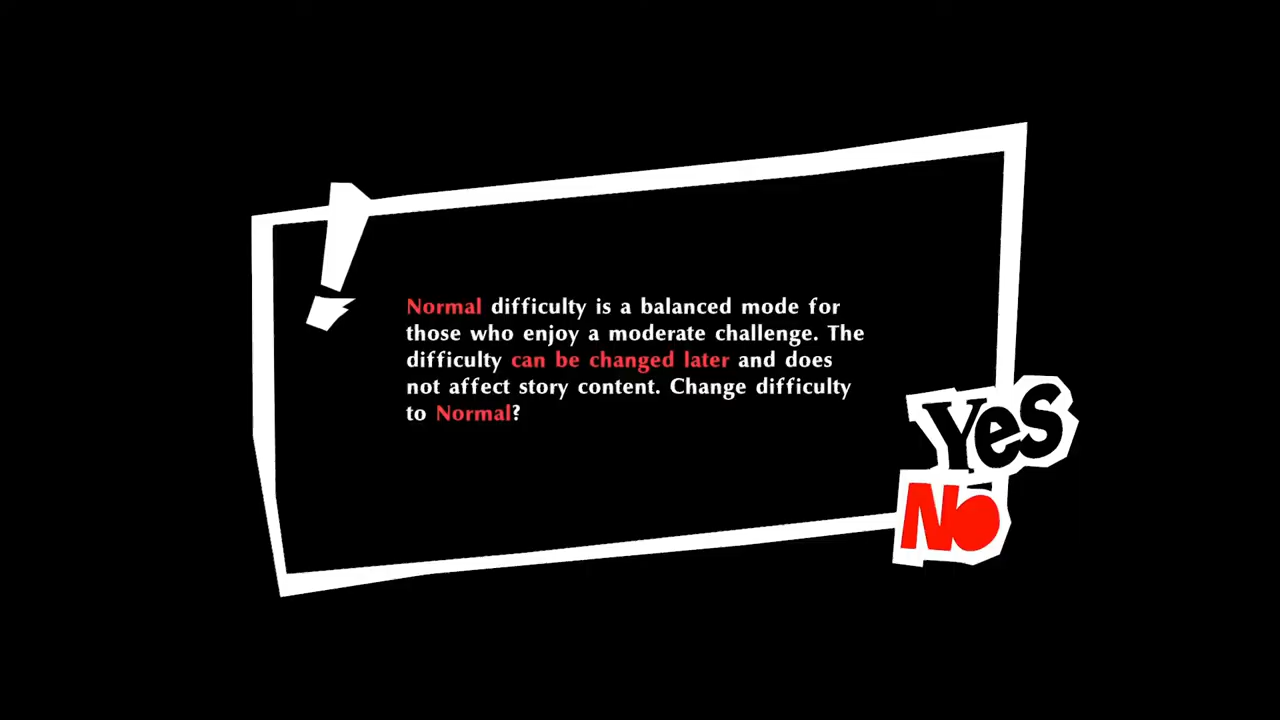 Normal difficulty is a balanced mode for
those who enjoy a moderate challenge. The
difficulty can be changed later and does
not affect story content. Change difficulty
to Normal?
Yes
No